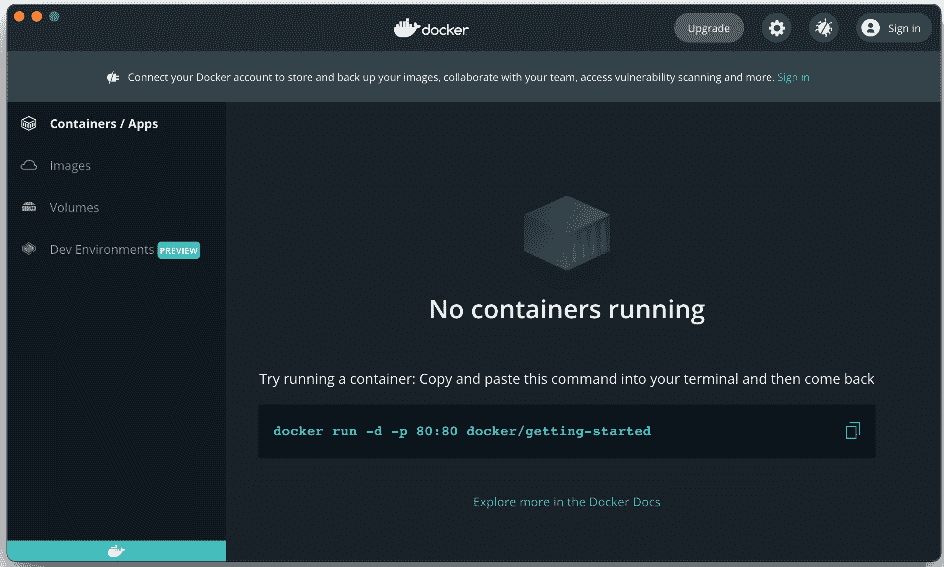 docker
Upgrade
Sign in
Connect your Docker account to store and back up your images, collaborate with your team, access vulnerability scanning and more. Sign in
Containers / Apps
Images
Volumes
Dev Environments PREVIEW
No containers running
Try running a container: Copy and paste this command into your terminal and then come back
docker run -d -p 80:80 docker/getting-started
Explore more in the Docker Docs